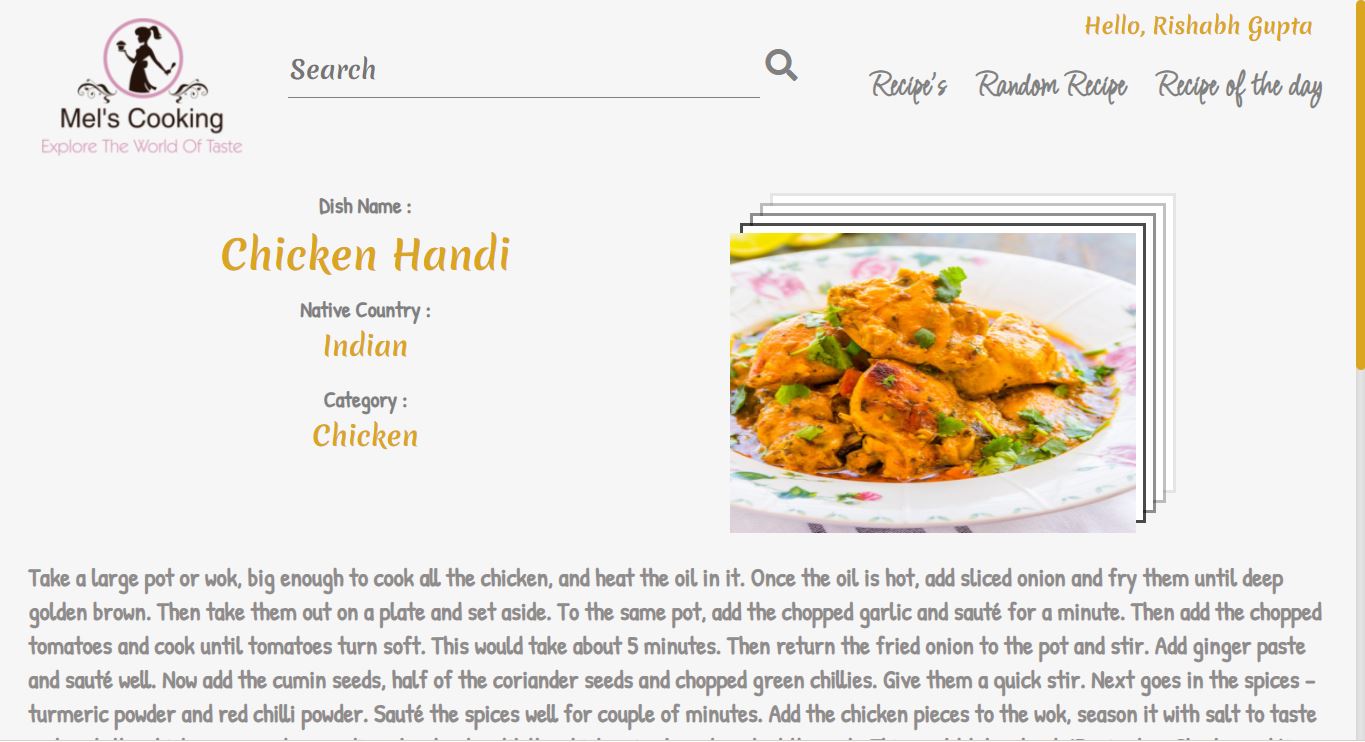 Hello, Rishabh Gupta
Mel's Cooking
Explore The World Of Taste
Search
Recipe's Random Recipe Recipe of the day
Dish Name :
Chicken Handi
Native Country :
Indian
Category :
Chicken
Take a large pot or wok, big enough to cook all the chicken, and heat the oil in it. Once the oil is hot, add sliced onion and fry them until deep
golden brown. Then take them out on a plate and set aside. To the same pot, add the chopped garlic and sauté for a minute. Then add the chopped
tomatoes and cook until tomatoes turn soft. This would take about 5 minutes. Then return the fried onion to the pot and stir. Add ginger paste
and sauté well. Now add the cumin seeds, half of the coriander seeds and chopped green chillies. Give them a quick stir. Next goes in the spices –
turmeric powder and red chilli powder. Sauté the spices well for couple of minutes. Add the chicken pieces to the wok, season it with salt to taste